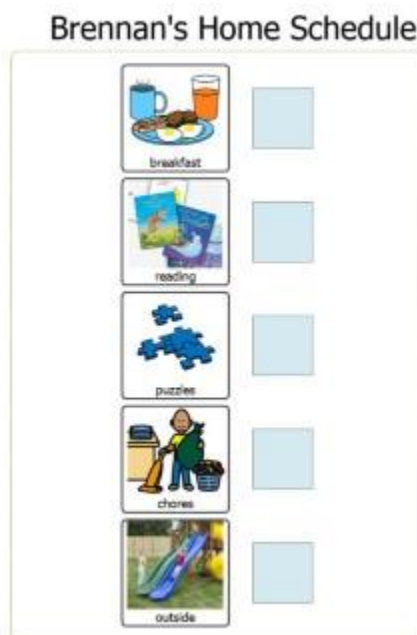 Brennan's Home Schedule
breakfast
reading
puzzles
chores
outside